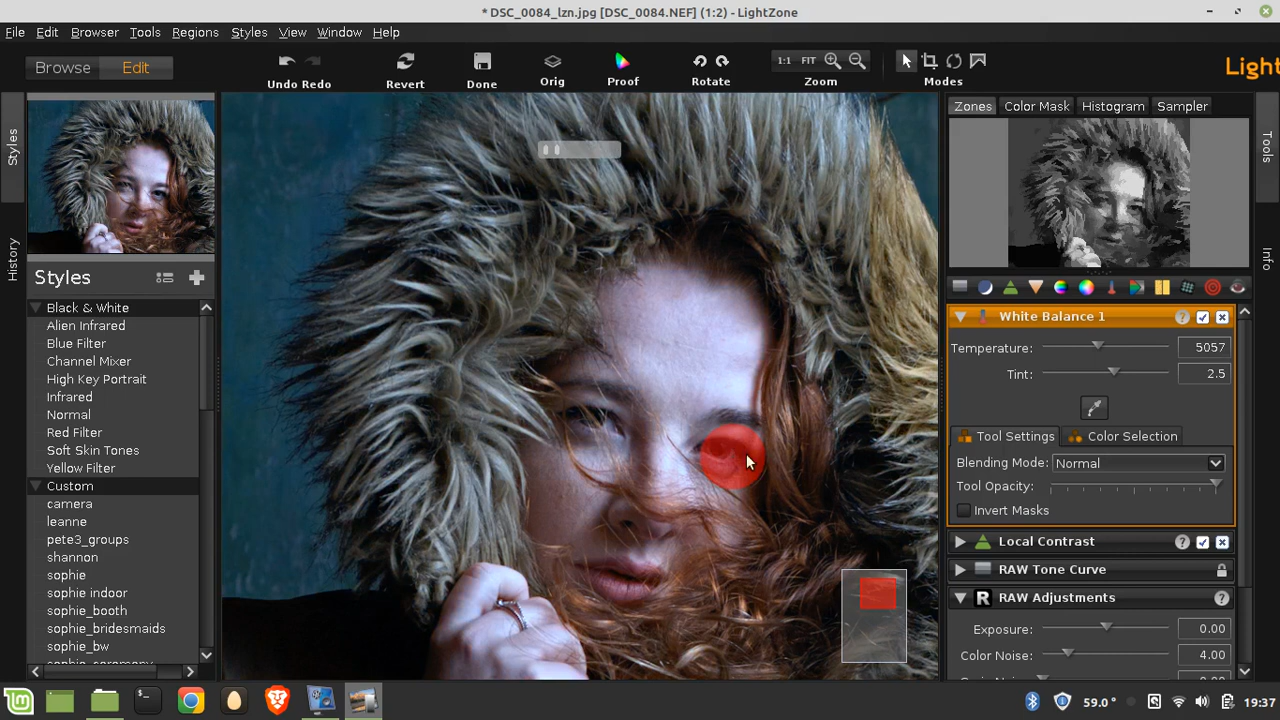 * DSC_0084_lzn.jpg [DSC_0084.NEF] (1:2) - LightZone
File Edit Browser Tools Regions Styles View Window Help
Browse Edit
Undo Redo Revert Done Orig Proof Rotate
1:1 FIT
Zoom Modes
Light
Styles
History
Styles
Black & White
Alien Infrared
Blue Filter
Channel Mixer
High Key Portrait
Infrared
Normal
Red Filter
Soft Skin Tones
Yellow Filter
Custom
camera
leanne
pete3_groups
shannon
sophie
sophie indoor
sophie_booth
sophie_bridesmaids
sophie_bw
sophie_ceremony
Zones Color Mask Histogram Sampler
Tools
Info
White Balance 1 ?
Temperature: 5057
Tint: 2.5
Tool Settings Color Selection
Blending Mode: Normal
Tool Opacity:
Invert Masks
Local Contrast ?
RAW Tone Curve
R RAW Adjustments ?
Exposure: 0.00
Color Noise: 4.00
59.0° 19:37